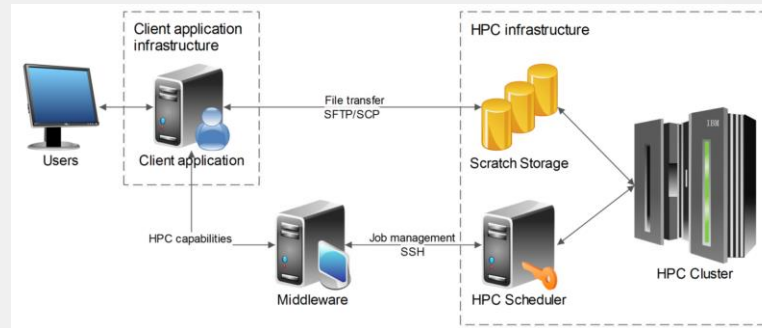 Client application
infrastructure
HPC infrastructure
File transfer
SFTP/SCP
Users
Client application
Scratch Storage
HPC capabilities
Job management
SSH
Middleware
HPC Scheduler
HPC Cluster
IBM